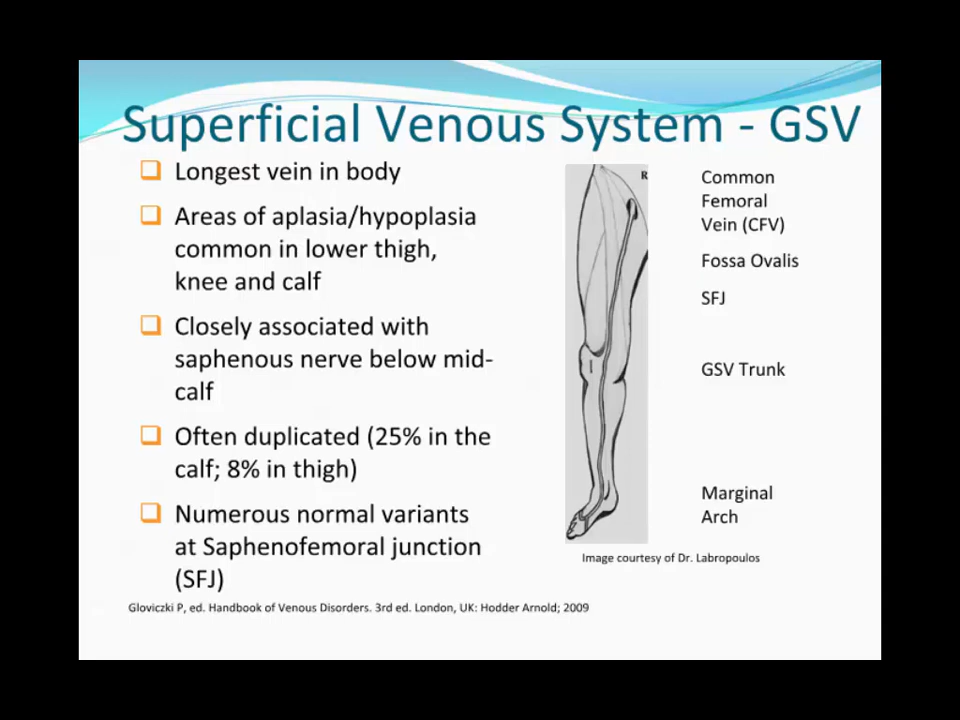 Superficial Venous System - GSV
Longest vein in body
Areas of aplasia/hypoplasia
common in lower thigh,
knee and calf
Closely associated with
saphenous nerve below mid-
calf
Often duplicated (25% in the
calf; 8% in thigh)
Numerous normal variants
at Saphenofemoral junction
(SFJ)
R
Common
Femoral
Vein (CFV)
Fossa Ovalis
SFJ
GSV Trunk
Marginal
Arch
Image courtesy of Dr. Labropoulos
Gloviczki P, ed. Handbook of Venous Disorders. 3rd ed. London, UK: Hodder Arnold; 2009